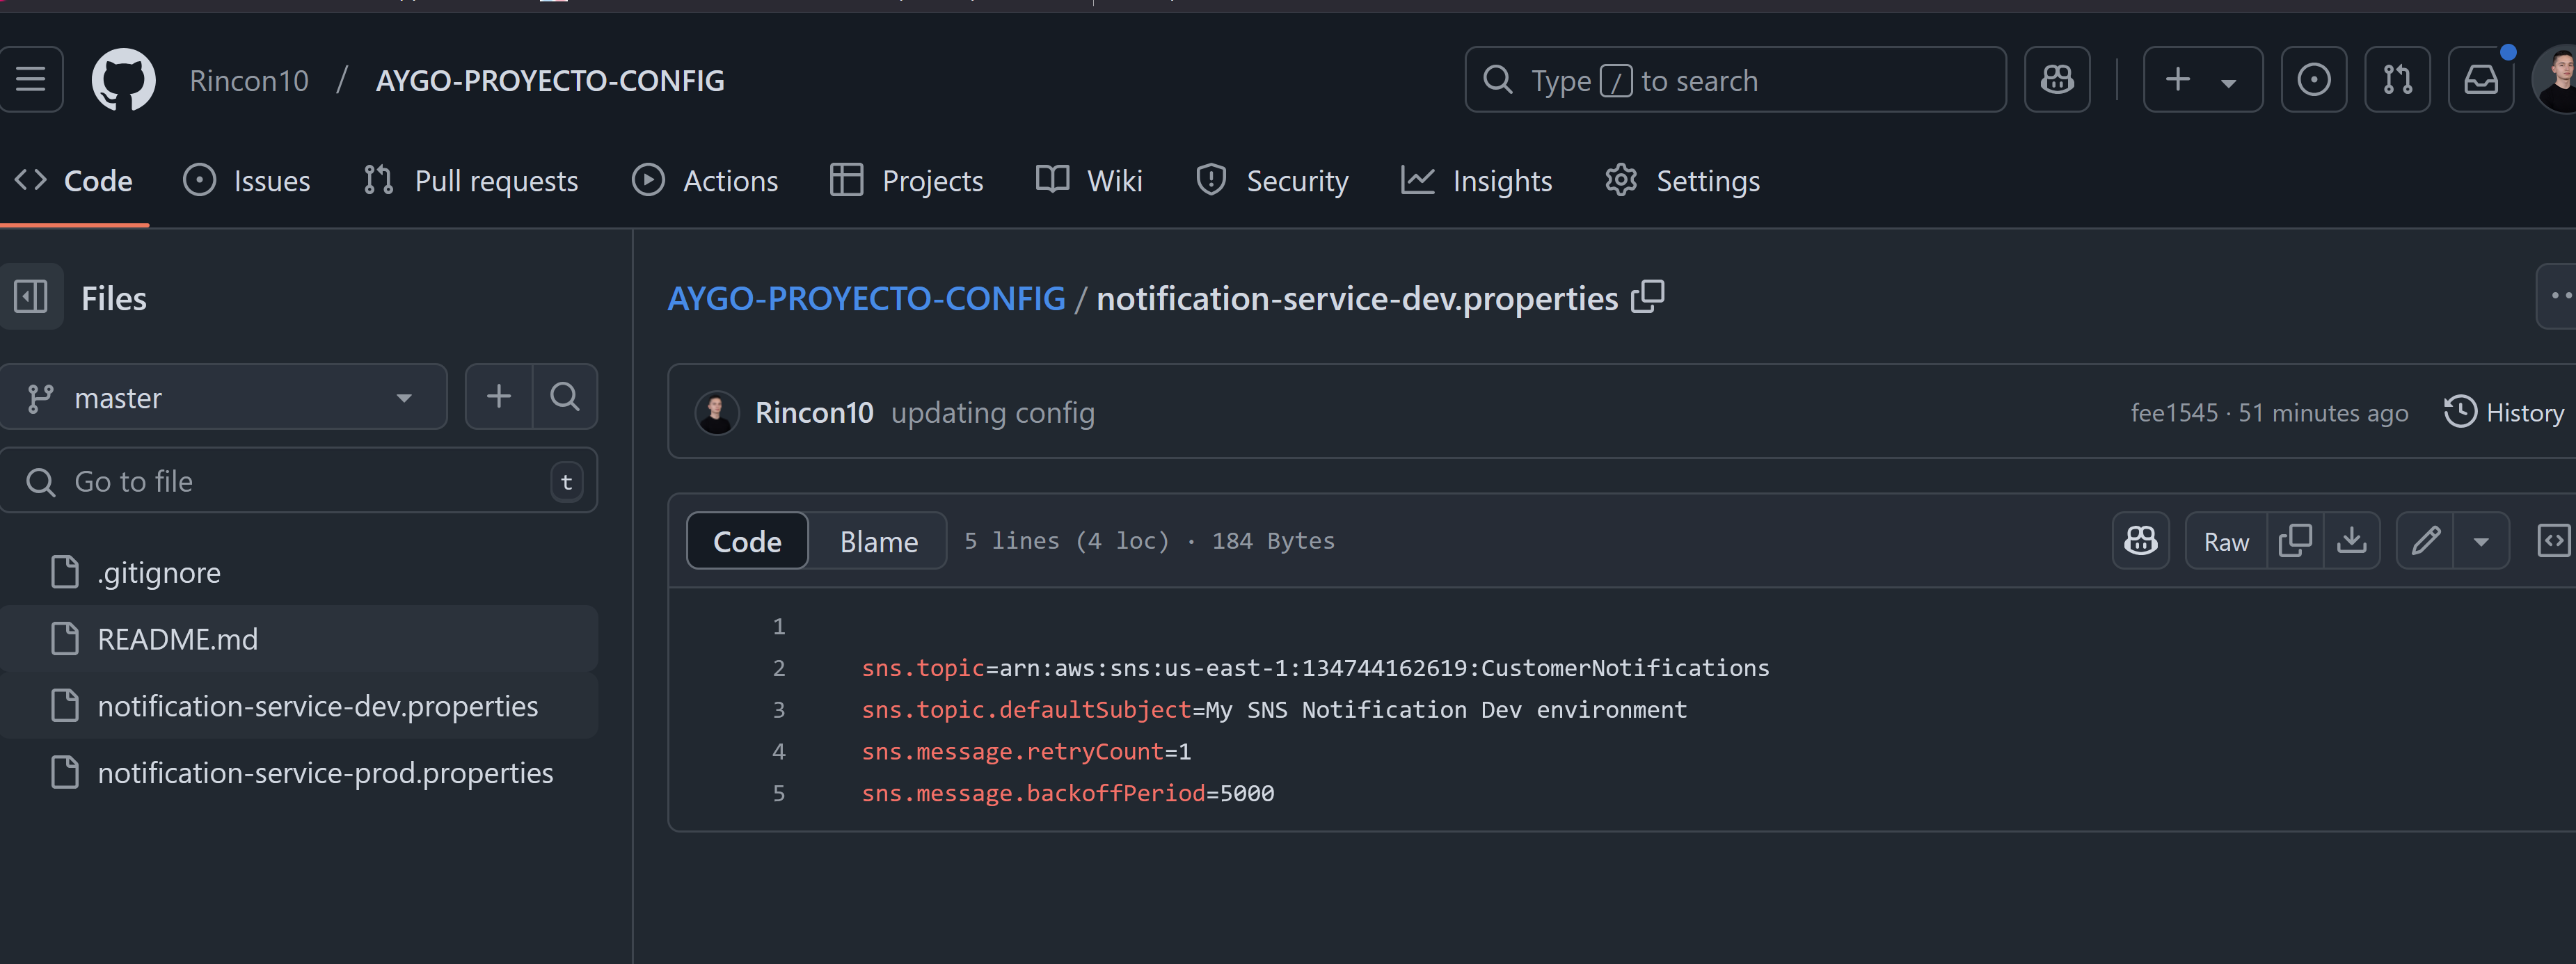 Rincon10 / AYGO-PROYECTO-CONFIG
Type / to search
Code Issues Pull requests Actions Projects Wiki Security Insights Settings
Files
master
Go to file t
.gitignore
README.md
notification-service-dev.properties
notification-service-prod.properties
AYGO-PROYECTO-CONFIG / notification-service-dev.properties
Rincon10 updating config
fee1545 · 51 minutes ago History
Code Blame 5 lines (4 loc) · 184 Bytes
Raw
1
2 sns.topic=arn:aws:sns:us-east-1:134744162619:CustomerNotifications
3 sns.topic.defaultSubject=My SNS Notification Dev environment
4 sns.message.retryCount=1
5 sns.message.backoffPeriod=5000